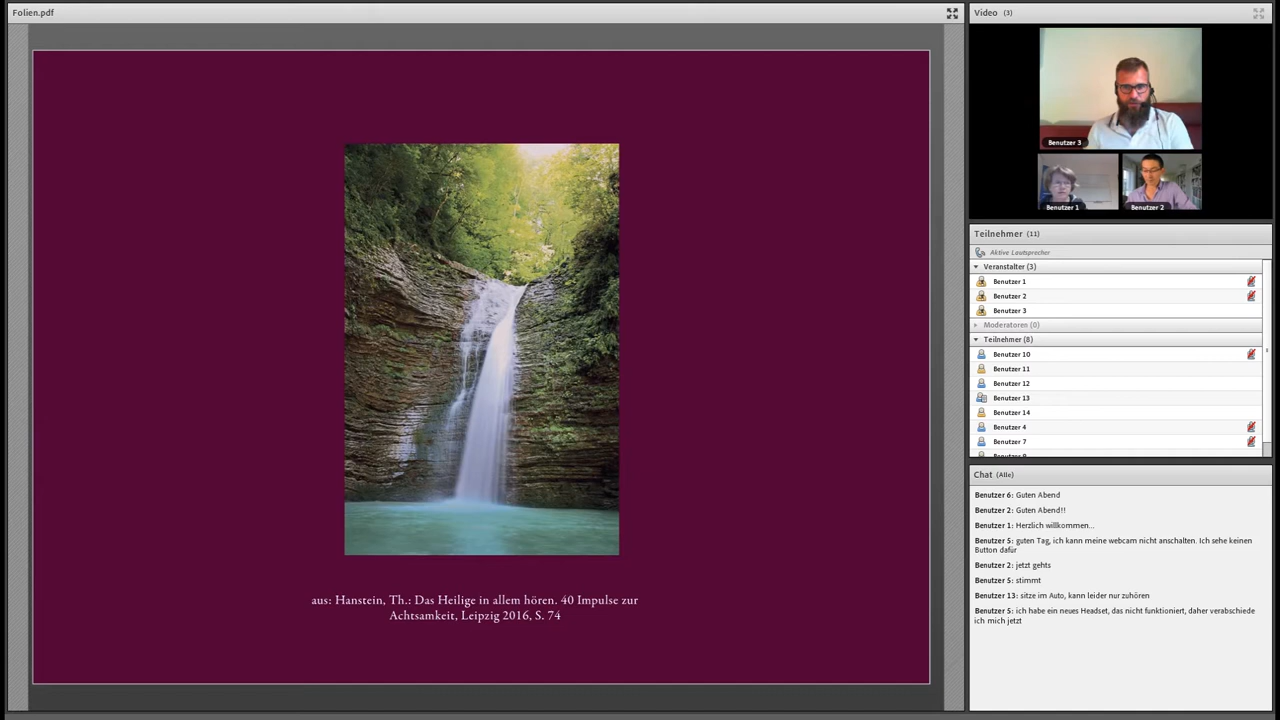 Folien.pdf
aus: Hanstein, Th.: Das Heilige in allem hören. 40 Impulse zur
Achtsamkeit, Leipzig 2016, S. 74
Video (3)
Benutzer 3
Benutzer 1
Benutzer 2
Teilnehmer (11)
Aktive Lautsprecher
Veranstalter (3)
Benutzer 1
Benutzer 2
Benutzer 3
Moderatoren (0)
Teilnehmer (8)
Benutzer 10
Benutzer 11
Benutzer 12
Benutzer 13
Benutzer 14
Benutzer 4
Benutzer 7
Chat (Alle)
Benutzer 6: Guten Abend
Benutzer 2: Guten Abend!!
Benutzer 1: Herzlich willkommen...
Benutzer 5: guten Tag, ich kann meine webcam nicht anschalten. Ich sehe keinen
Button dafür
Benutzer 2: jetzt gehts
Benutzer 5: stimmt
Benutzer 13: sitze im Auto, kann leider nur zuhören
Benutzer 5: ich habe ein neues Headset, das nicht funktioniert, daher verabschiede
ich mich jetzt